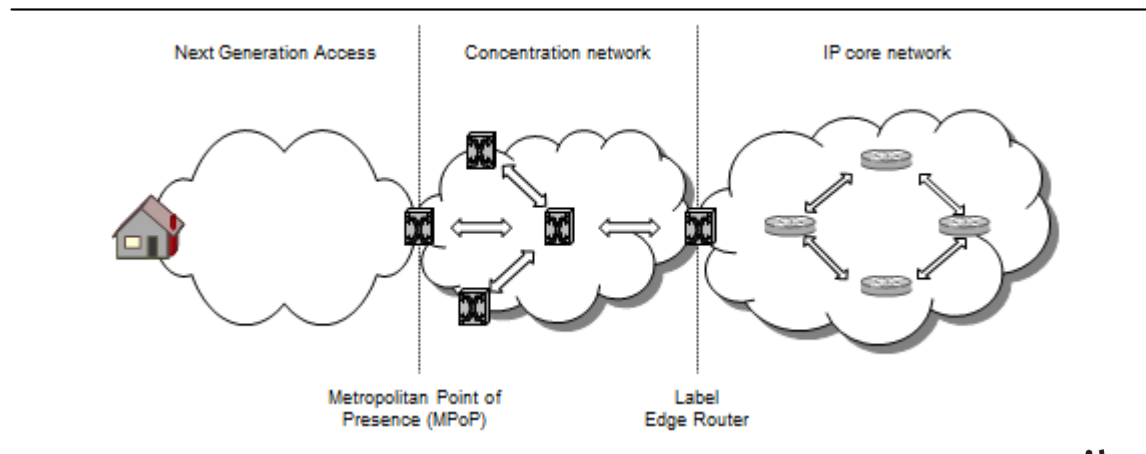 Next Generation Access
Concentration network
IP core network
Metropolitan Point of
Presence (MPoP)
Label
Edge Router